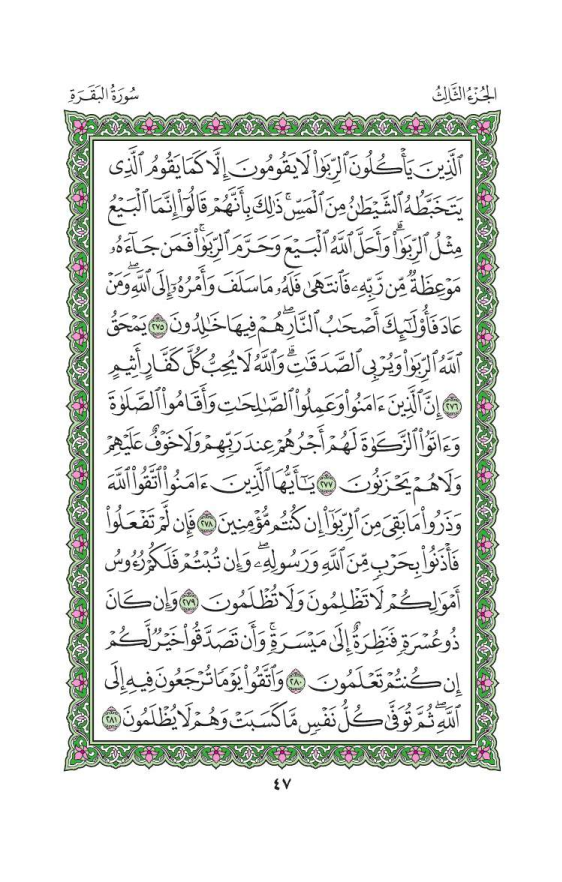 الجُزْءُ الثَّالِثُ
سُورَةُ البَقَرَةِ
ٱلَّذِينَ يَأْكُلُونَ ٱلرِّبَوٰا۟ لَا يَقُومُونَ إِلَّا كَمَا يَقُومُ ٱلَّذِى
يَتَخَبَّطُهُ ٱلشَّيْطَٰنُ مِنَ ٱلْمَسِّ ۚ ذَٰلِكَ بِأَنَّهُمْ قَالُوٓا۟ إِنَّمَا ٱلْبَيْعُ
مِثْلُ ٱلرِّبَوٰا۟ ۗ وَأَحَلَّ ٱللَّهُ ٱلْبَيْعَ وَحَرَّمَ ٱلرِّبَوٰا۟ ۚ فَمَن جَآءَهُۥ
مَوْعِظَةٌ مِّن رَّبِّهِۦ فَٱنتَهَىٰ فَلَهُۥ مَا سَلَفَ وَأَمْرُهُۥٓ إِلَى ٱللَّهِ ۖ وَمَنْ
عَادَ فَأُو۟لَٰٓئِكَ أَصْحَٰبُ ٱلنَّارِ ۖ هُمْ فِيهَا خَٰلِدُونَ ٢٧٥ يَمْحَقُ
ٱللَّهُ ٱلرِّبَوٰا۟ وَيُرْبِى ٱلصَّدَقَٰتِ ۗ وَٱللَّهُ لَا يُحِبُّ كُلَّ كَفَّارٍ أَثِيمٍ
٢٧٦ إِنَّ ٱلَّذِينَ ءَامَنُوا۟ وَعَمِلُوا۟ ٱلصَّٰلِحَٰتِ وَأَقَامُوا۟ ٱلصَّلَوٰةَ
وَءَاتَوُا۟ ٱلزَّكَوٰةَ لَهُمْ أَجْرُهُمْ عِندَ رَبِّهِمْ وَلَا خَوْفٌ عَلَيْهِمْ
وَلَا هُمْ يَحْزَنُونَ ٢٧٧ يَٰٓأَيُّهَا ٱلَّذِينَ ءَامَنُوا۟ ٱتَّقُوا۟ ٱللَّهَ
وَذَرُوا۟ مَا بَقِىَ مِنَ ٱلرِّبَوٰٓا۟ إِن كُنتُم مُّؤْمِنِينَ ٢٧٨ فَإِن لَّمْ تَفْعَلُوا۟
فَأْذَنُوا۟ بِحَرْبٍ مِّنَ ٱللَّهِ وَرَسُولِهِۦ ۖ وَإِن تُبْتُمْ فَلَكُمْ رُءُوسُ
أَمْوَٰلِكُمْ لَا تَظْلِمُونَ وَلَا تُظْلَمُونَ ٢٧٩ وَإِن كَانَ
ذُو عُسْرَةٍ فَنَظِرَةٌ إِلَىٰ مَيْسَرَةٍ ۚ وَأَن تَصَدَّقُوا۟ خَيْرٌ لَّكُمْ
إِن كُنتُمْ تَعْلَمُونَ ٢٨٠ وَٱتَّقُوا۟ يَوْمًا تُرْجَعُونَ فِيهِ إِلَى
ٱللَّهِ ۖ ثُمَّ تُوَفَّىٰ كُلُّ نَفْسٍ مَّا كَسَبَتْ وَهُمْ لَا يُظْلَمُونَ ٢٨١
٤٧